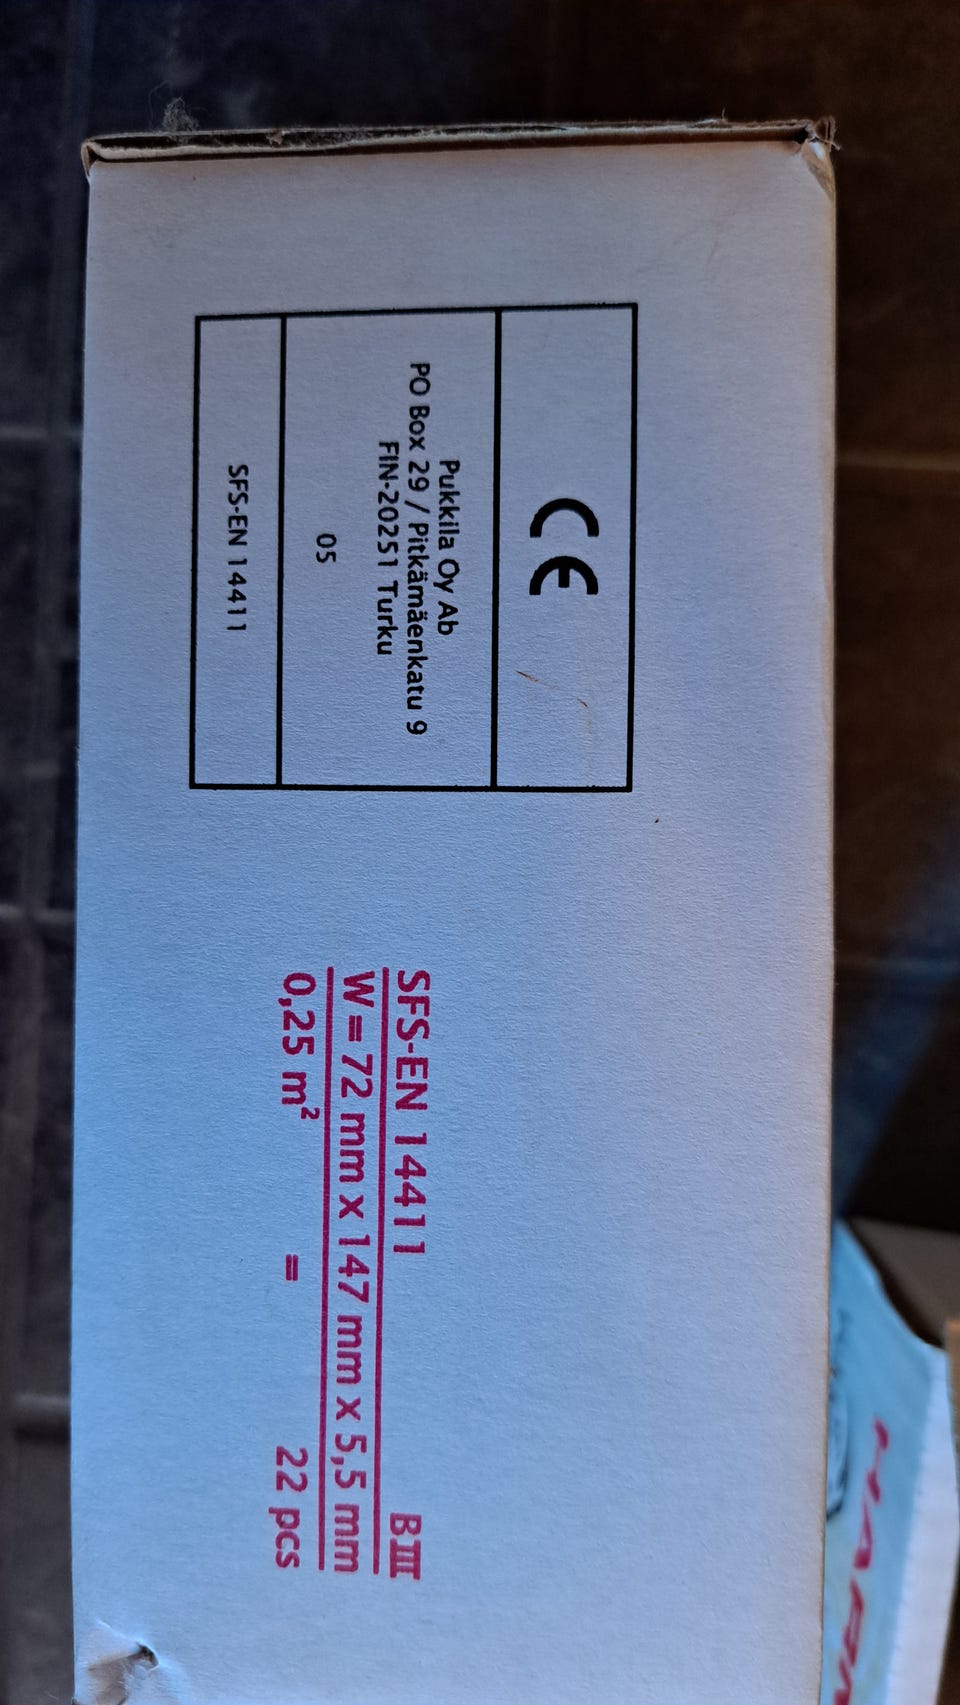 CE
Pukkila Oy Ab
PO Box 29 / Pitkämäenkatu 9
FIN-20251 Turku
05
SFS-EN 14411
SFS-EN 14411 B III
W = 72 mm x 147 mm x 5,5 mm
0,25 m² = 22 pcs